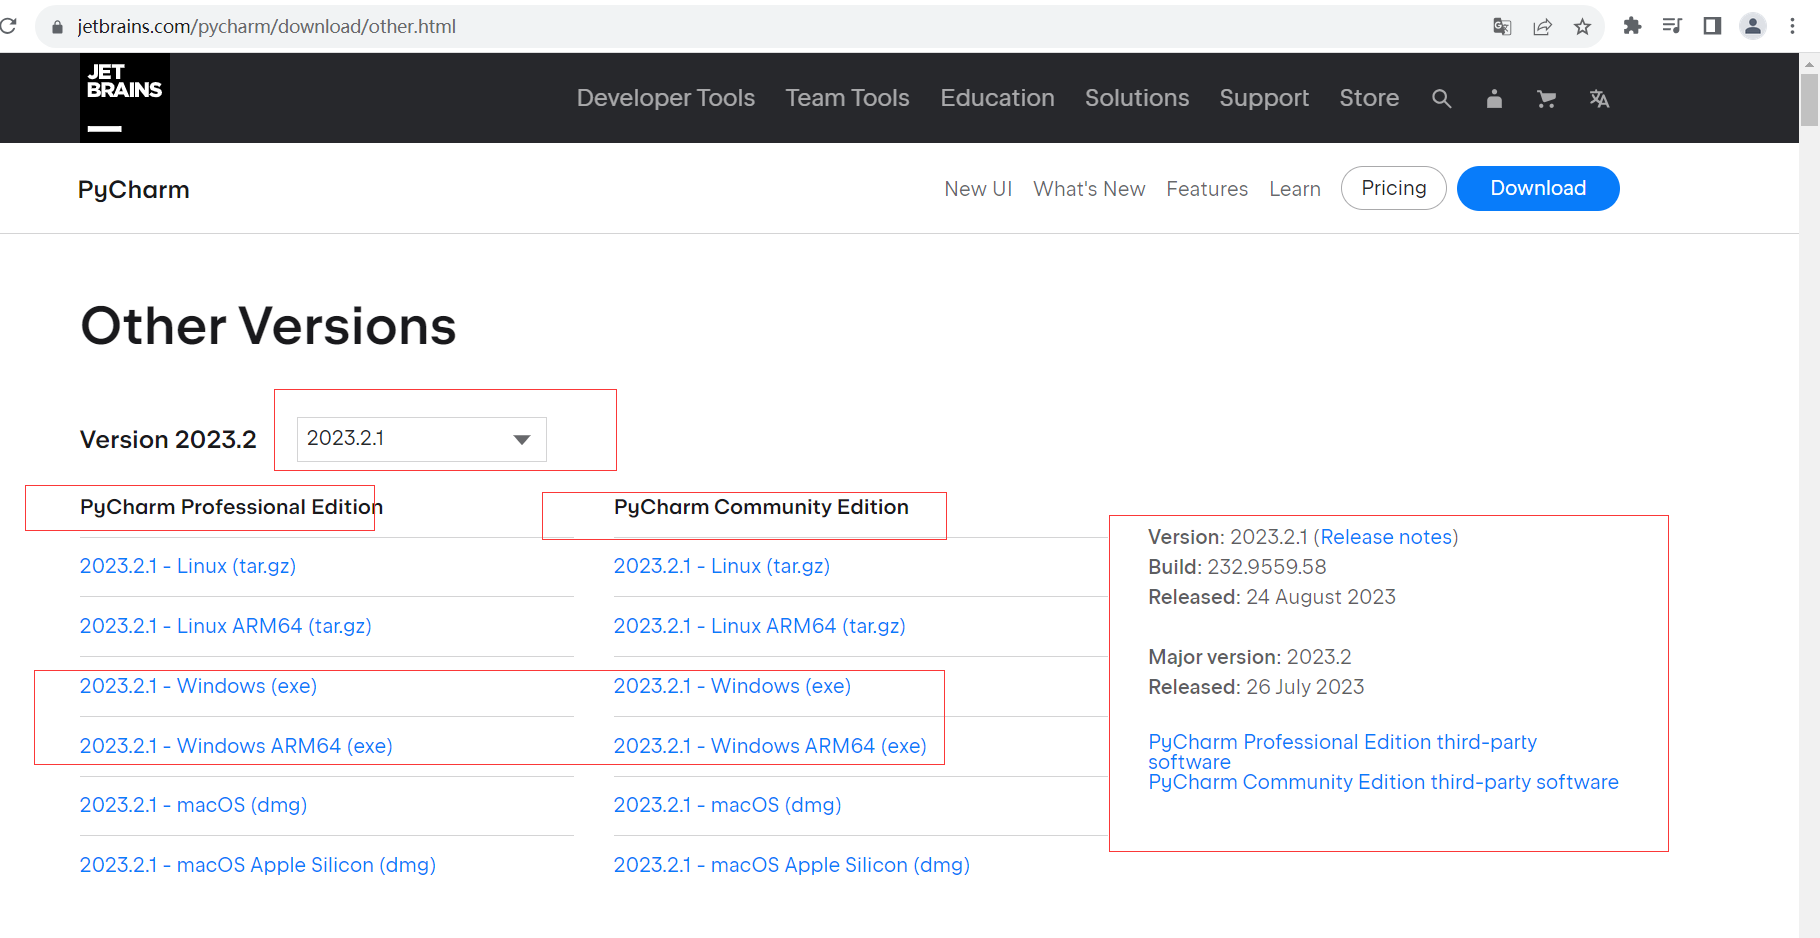 jetbrains.com/pycharm/download/other.html
JET
BRAINS
Developer Tools Team Tools Education Solutions Support Store
PyCharm
New UI What's New Features Learn Pricing Download
Other Versions
Version 2023.2 2023.2.1
PyCharm Professional Edition
2023.2.1 - Linux (tar.gz)
2023.2.1 - Linux ARM64 (tar.gz)
2023.2.1 - Windows (exe)
2023.2.1 - Windows ARM64 (exe)
2023.2.1 - macOS (dmg)
2023.2.1 - macOS Apple Silicon (dmg)
PyCharm Community Edition
2023.2.1 - Linux (tar.gz)
2023.2.1 - Linux ARM64 (tar.gz)
2023.2.1 - Windows (exe)
2023.2.1 - Windows ARM64 (exe)
2023.2.1 - macOS (dmg)
2023.2.1 - macOS Apple Silicon (dmg)
Version: 2023.2.1 (Release notes)
Build: 232.9559.58
Released: 24 August 2023
Major version: 2023.2
Released: 26 July 2023
PyCharm Professional Edition third-party
software
PyCharm Community Edition third-party software